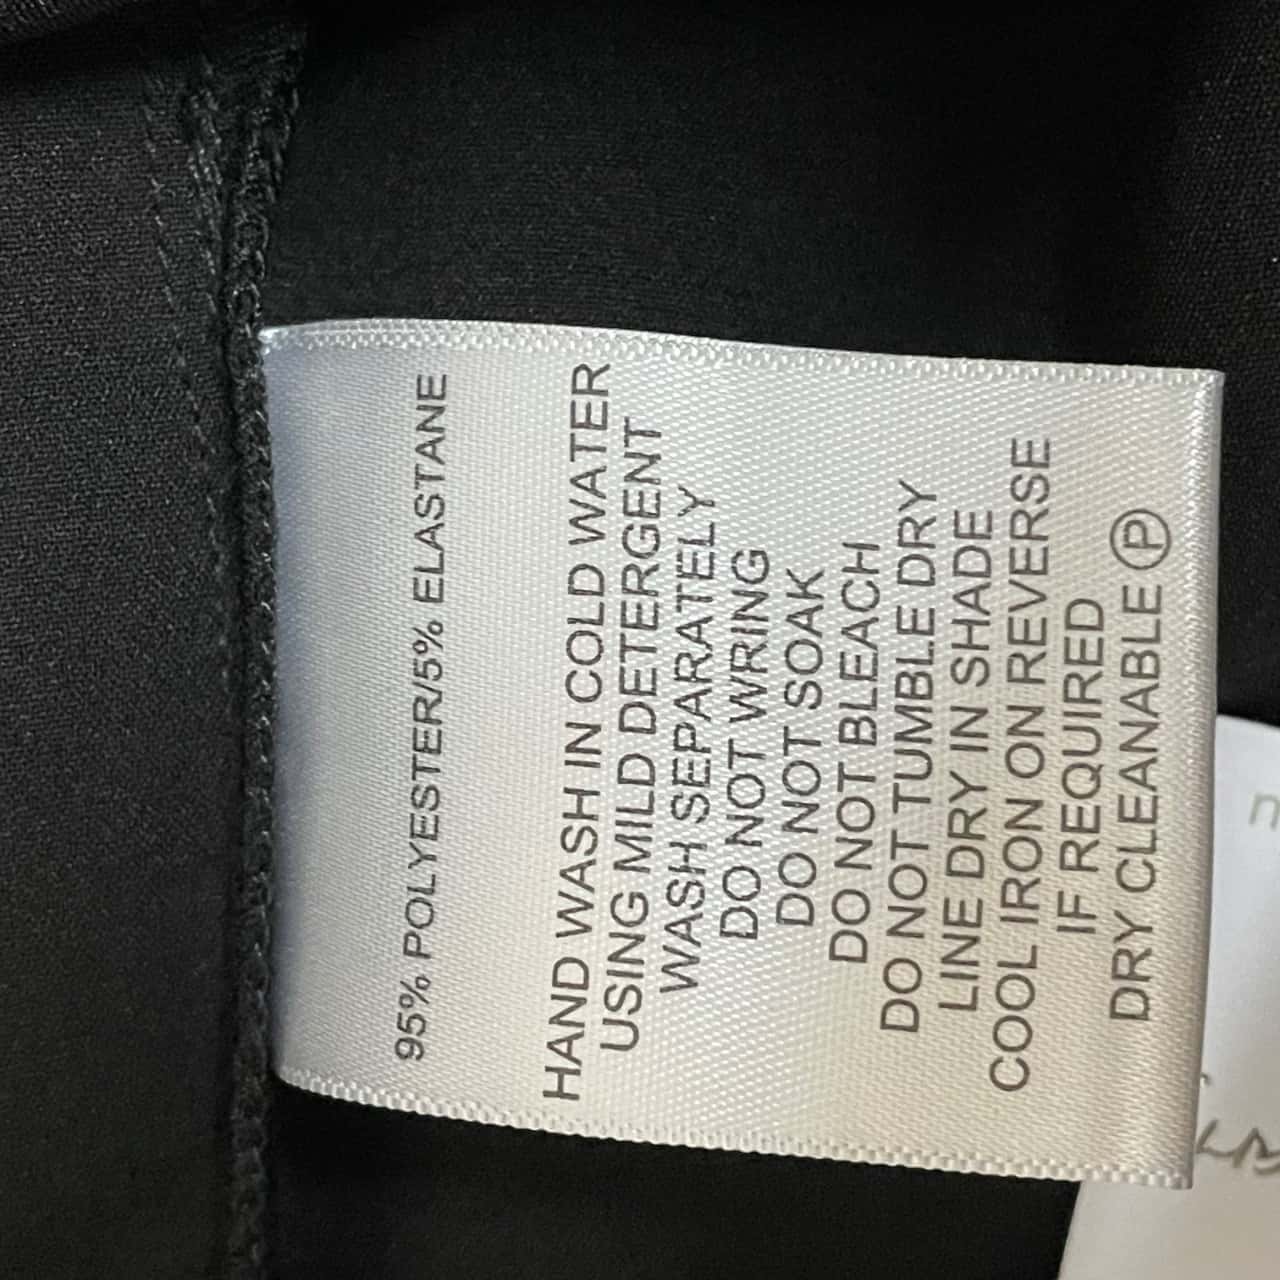 95% POLYESTER/5% ELASTANE
HAND WASH IN COLD WATER
USING MILD DETERGENT
WASH SEPARATELY
DO NOT WRING
DO NOT SOAK
DO NOT BLEACH
DO NOT TUMBLE DRY
LINE DRY IN SHADE
COOL IRON ON REVERSE
IF REQUIRED
DRY CLEANABLE Ⓟ